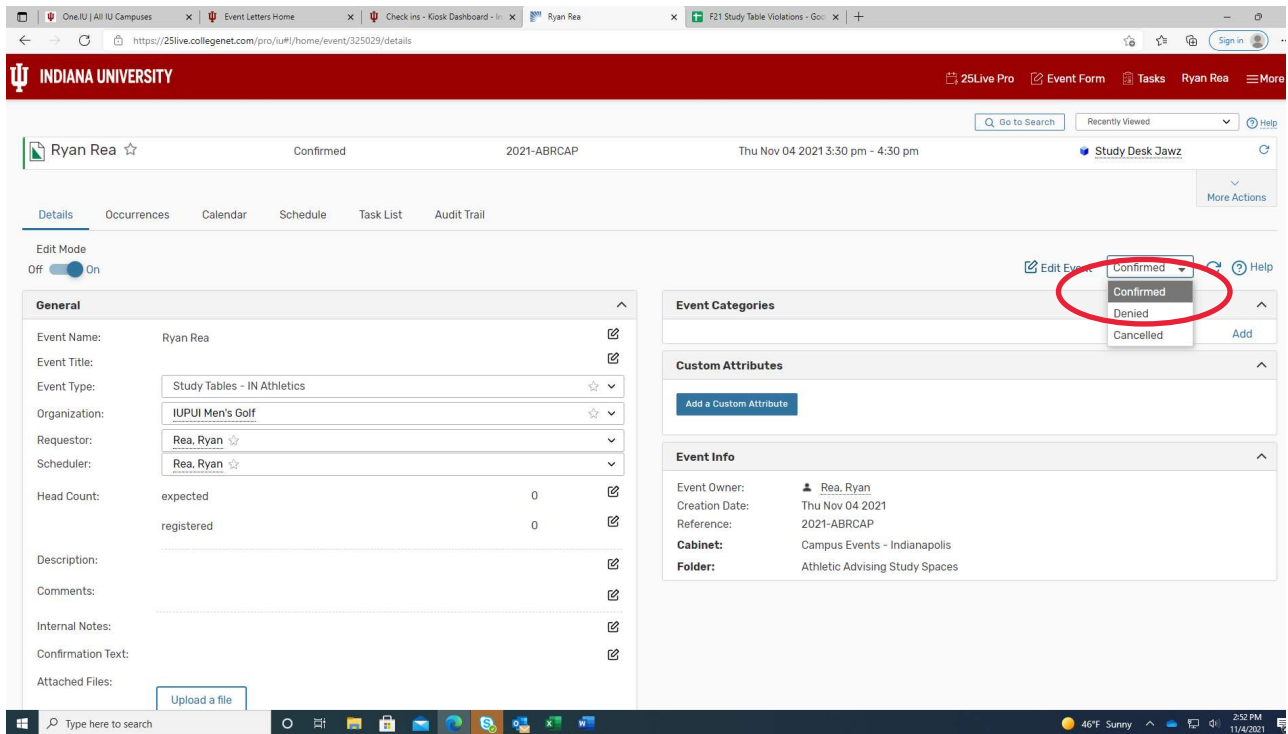 One.IU | All IU Campuses
Event Letters Home
Check ins - Kiosk Dashboard - In
Ryan Rea
F21 Study Table Violations - Goo
https://25live.collegenet.com/pro/iu#!/home/event/325029/details
Sign in
INDIANA UNIVERSITY
25Live Pro
Event Form
Tasks
Ryan Rea
More
Go to Search
Recently Viewed
Help
Ryan Rea
Confirmed
2021-ABRCAP
Thu Nov 04 2021 3:30 pm - 4:30 pm
Study Desk Jawz
More Actions
Details
Occurrences
Calendar
Schedule
Task List
Audit Trail
Edit Mode
Off
On
Edit Event
Confirmed
Help
Confirmed
Denied
Cancelled
General
Event Name: Ryan Rea
Event Title:
Event Type: Study Tables - IN Athletics
Organization: IUPUI Men's Golf
Requestor: Rea, Ryan
Scheduler: Rea, Ryan
Head Count: expected 0
registered 0
Description:
Comments:
Internal Notes:
Confirmation Text:
Attached Files:
Upload a file
Event Categories
Add
Custom Attributes
Add a Custom Attribute
Event Info
Event Owner: Rea, Ryan
Creation Date: Thu Nov 04 2021
Reference: 2021-ABRCAP
Cabinet: Campus Events - Indianapolis
Folder: Athletic Advising Study Spaces
Type here to search
46°F Sunny
2:52 PM
11/4/2021